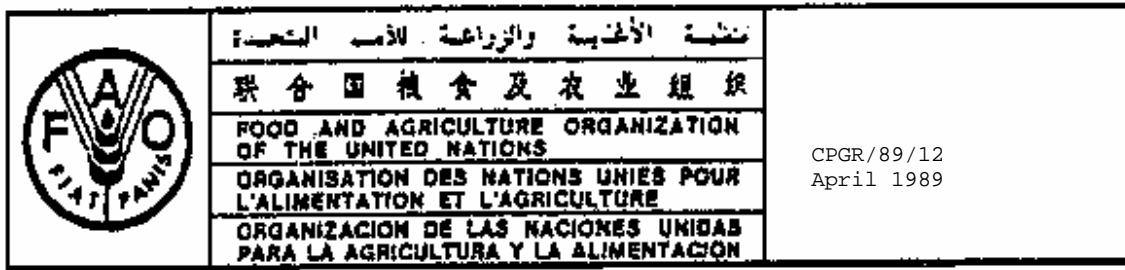 FAO
FIAT PANIS
منظمة الأغذية والزراعة للأمم المتحدة
联合国粮食及农业组织
FOOD AND AGRICULTURE ORGANIZATION
OF THE UNITED NATIONS
ORGANISATION DES NATIONS UNIES POUR
L'ALIMENTATION ET L'AGRICULTURE
ORGANIZACION DE LAS NACIONES UNIDAS
PARA LA AGRICULTURA Y LA ALIMENTACION
CPGR/89/12
April 1989